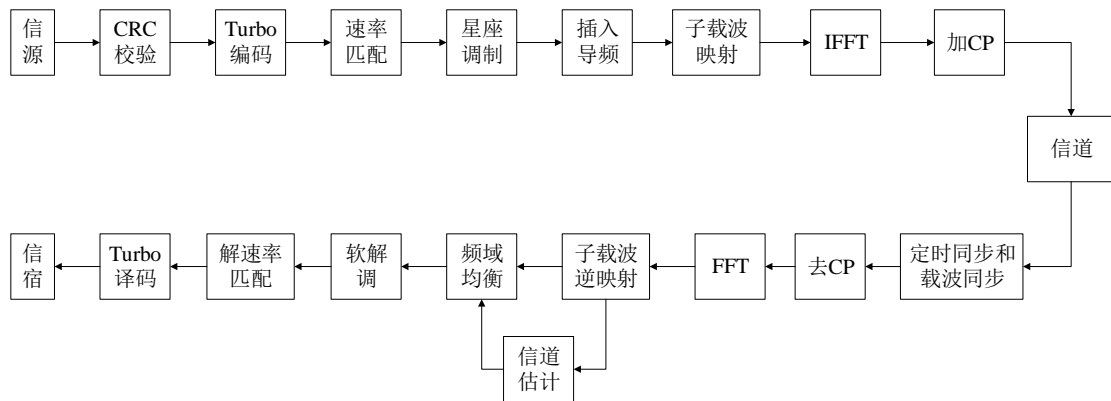 信
源
CRC
校验
Turbo
编码
速率
匹配
星座
调制
插入
导频
子载波
映射
IFFT
加CP
信道
信
宿
Turbo
译码
解速率
匹配
软解
调
频域
均衡
子载波
逆映射
FFT
去CP
定时同步和
载波同步
信道
估计